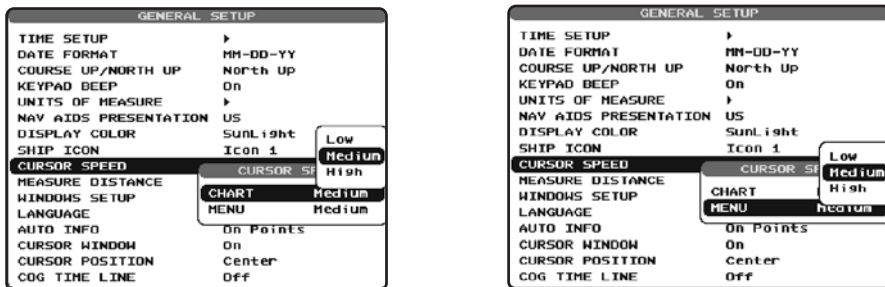 GENERAL SETUP
TIME SETUP
DATE FORMAT MM-DD-YY
COURSE UP/NORTH UP North Up
KEYPAD BEEP On
UNITS OF MEASURE
NAV AIDS PRESENTATION US
DISPLAY COLOR SunLight
SHIP ICON Icon 1
CURSOR SPEED
MEASURE DISTANCE
WINDOWS SETUP
LANGUAGE
AUTO INFO On Points
CURSOR WINDOW On
CURSOR POSITION Center
COG TIME LINE Off
CURSOR SP
CHART Medium
MENU Medium
Low
Medium
High
GENERAL SETUP
TIME SETUP
DATE FORMAT MM-DD-YY
COURSE UP/NORTH UP North Up
KEYPAD BEEP On
UNITS OF MEASURE
NAV AIDS PRESENTATION US
DISPLAY COLOR SunLight
SHIP ICON Icon 1
CURSOR SPEED
MEASURE DISTANCE
WINDOWS SETUP
LANGUAGE
AUTO INFO On Points
CURSOR WINDOW On
CURSOR POSITION Center
COG TIME LINE Off
CURSOR SP
CHART
MENU Medium
Low
Medium
High